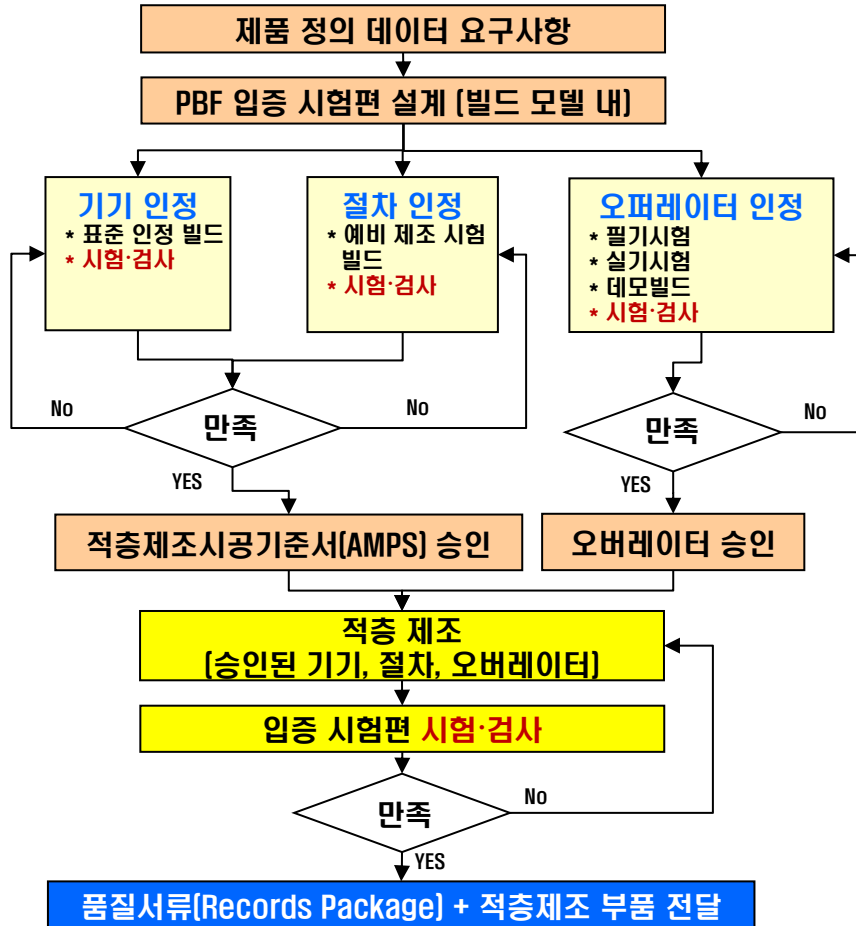 제품 정의 데이터 요구사항
PBF 입증 시험편 설계 (빌드 모델 내)
기기 인정
* 표준 인정 빌드
* 시험·검사
절차 인정
* 예비 제조 시험
빌드
* 시험·검사
오퍼레이터 인정
* 필기시험
* 실기시험
* 데모빌드
* 시험·검사
No
만족
No
YES
만족
No
YES
적층제조시공기준서(AMPS) 승인
오버레이터 승인
적층 제조
(승인된 기기, 절차, 오버레이터)
입증 시험편 시험·검사
만족
No
YES
품질서류(Records Package) + 적층제조 부품 전달